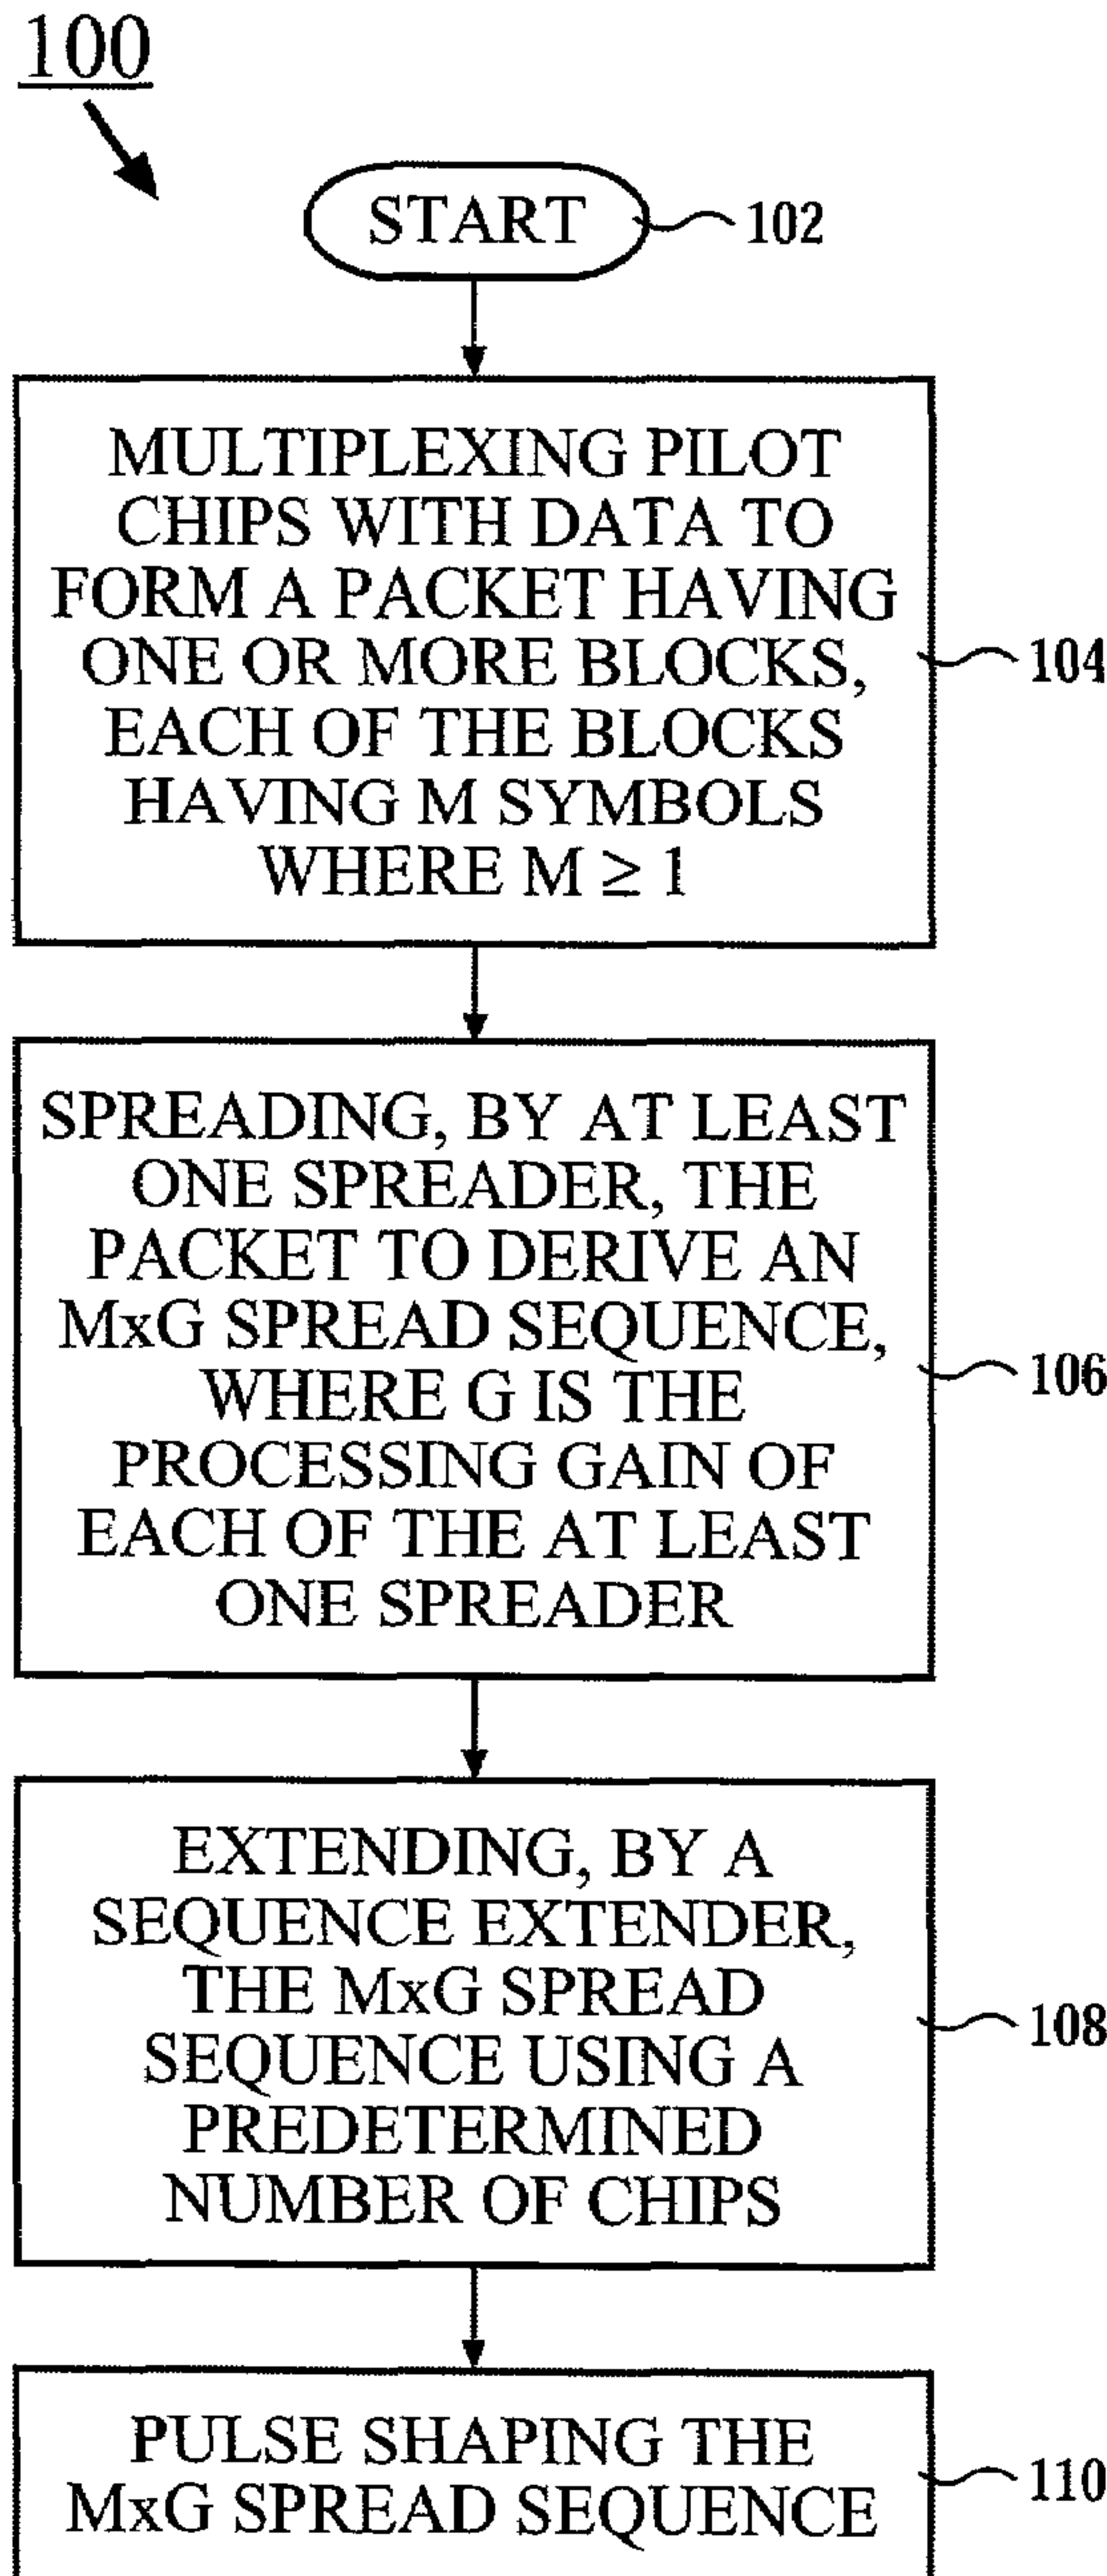 100
START
102
MULTIPLEXING PILOT
CHIPS WITH DATA TO
FORM A PACKET HAVING
ONE OR MORE BLOCKS,
EACH OF THE BLOCKS
HAVING M SYMBOLS
WHERE M ≥ 1
104
SPREADING, BY AT LEAST
ONE SPREADER, THE
PACKET TO DERIVE AN
MxG SPREAD SEQUENCE,
WHERE G IS THE
PROCESSING GAIN OF
EACH OF THE AT LEAST
ONE SPREADER
106
EXTENDING, BY A
SEQUENCE EXTENDER,
THE MxG SPREAD
SEQUENCE USING A
PREDETERMINED
NUMBER OF CHIPS
108
PULSE SHAPING THE
MxG SPREAD SEQUENCE
110